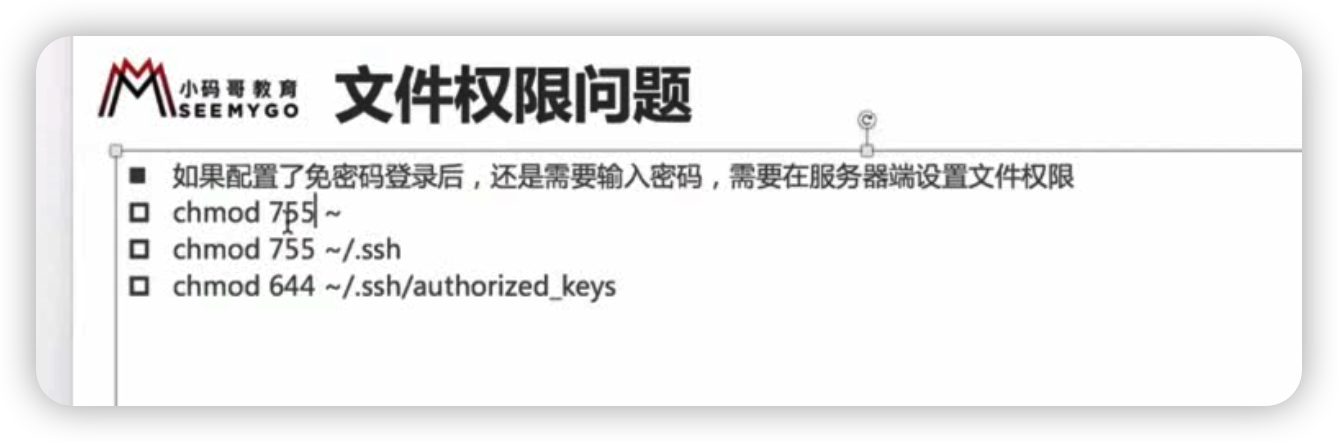 小码哥教育
SEEMYGO
文件权限问题
如果配置了免密码登录后，还是需要输入密码，需要在服务器端设置文件权限
chmod 755 ~
chmod 755 ~/.ssh
chmod 644 ~/.ssh/authorized_keys